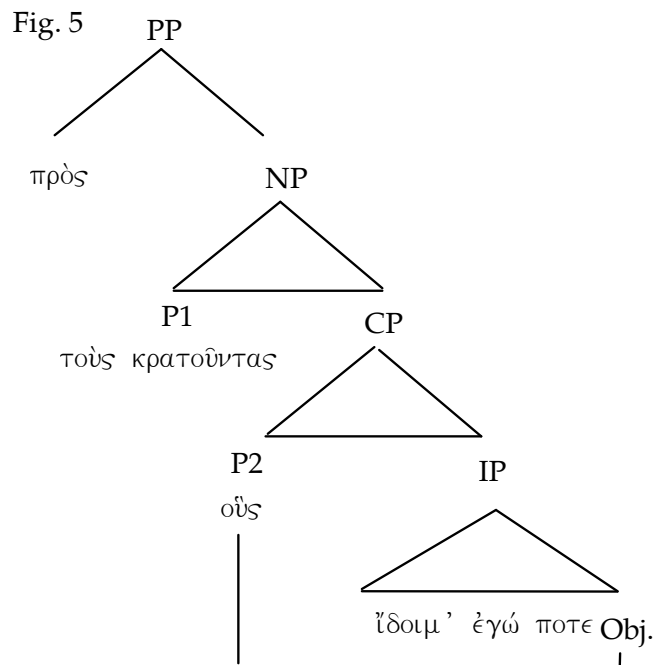 Fig. 5
PP
πρὸς
NP
P1
CP
τοὺς κρατοῦντας
P2
IP
οὓς
ἴδοιμ’ ἐγώ ποτε Obj.